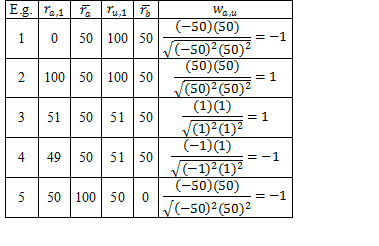 E.g. r_{a,1} \overline{r_a} r_{u,1} \overline{r_b} w_{a,u}
1 0 50 100 50 \frac{(-50)(50)}{\sqrt{(-50)^2(50)^2}} = -1
2 100 50 100 50 \frac{(50)(50)}{\sqrt{(50)^2(50)^2}} = 1
3 51 50 51 50 \frac{(1)(1)}{\sqrt{(1)^2(1)^2}} = 1
4 49 50 51 50 \frac{(-1)(1)}{\sqrt{(-1)^2(1)^2}} = -1
5 50 100 50 0 \frac{(-50)(50)}{\sqrt{(-50)^2(50)^2}} = -1